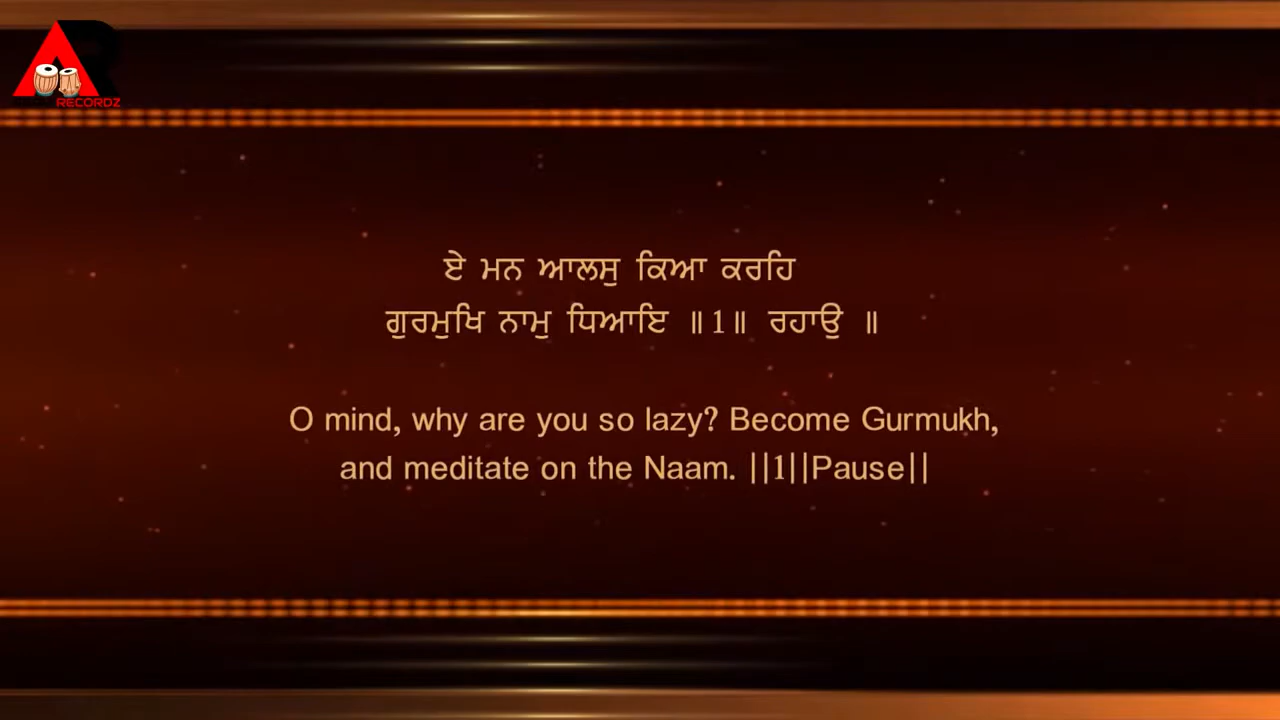 RECORDZ
ਏ ਮਨ ਆਲਸੁ ਕਿਆ ਕਰਹਿ
ਗੁਰਮੁਖਿ ਨਾਮੁ ਧਿਆਇ ॥1॥ ਰਹਾਉ ॥
O mind, why are you so lazy? Become Gurmukh,
and meditate on the Naam. ||1||Pause||